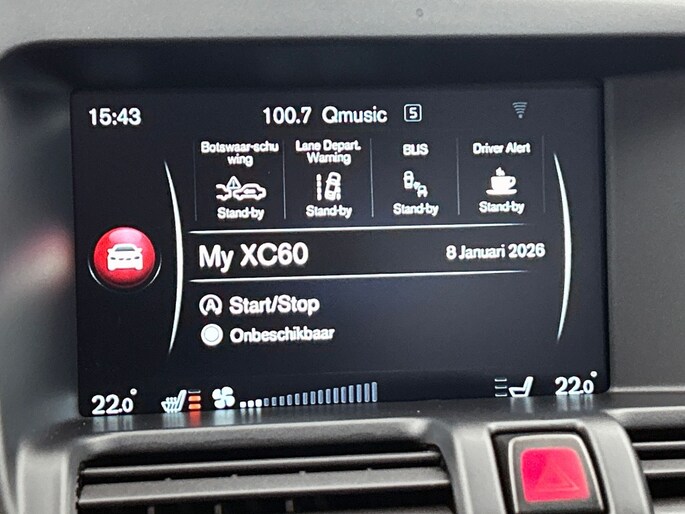 15:43 100.7 Qmusic S
Botswaar-schu
wing
Stand-by
Lane Depart.
Warning
Stand-by
BLIS
Stand-by
Driver Alert
Stand-by
My XC60 8 Januari 2026
A Start/Stop
Onbeschikbaar
22.0° 22.0°